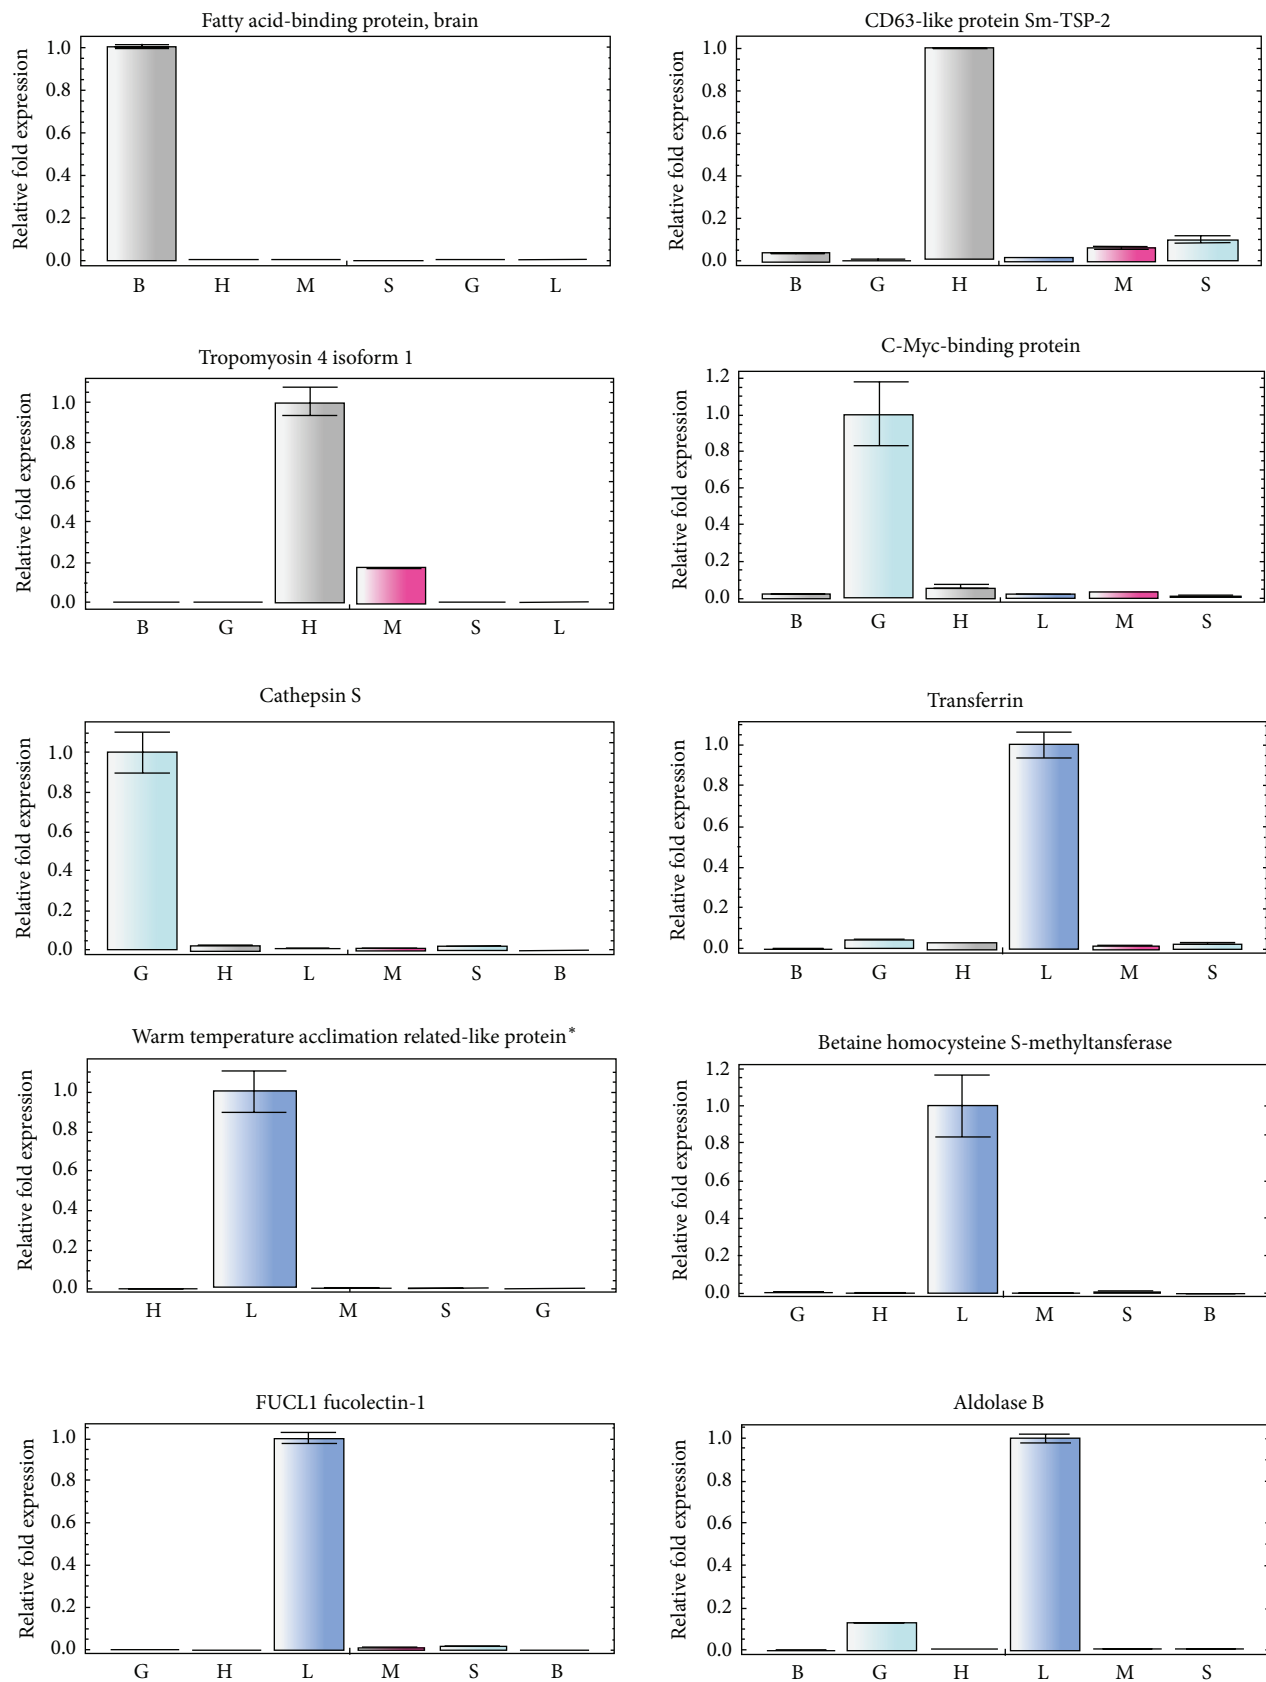 Fatty acid-binding protein, brain
Relative fold expression
1.0
0.8
0.6
0.4
0.2
0.0
B H M S G L
CD63-like protein Sm-TSP-2
Relative fold expression
1.0
0.8
0.6
0.4
0.2
0.0
B G H L M S
Tropomyosin 4 isoform 1
Relative fold expression
1.0
0.8
0.6
0.4
0.2
0.0
B G H M S L
C-Myc-binding protein
Relative fold expression
1.2
1.0
0.8
0.6
0.4
0.2
0.0
B G H L M S
Cathepsin S
Relative fold expression
1.0
0.8
0.6
0.4
0.2
0.0
G H L M S B
Transferrin
Relative fold expression
1.0
0.8
0.6
0.4
0.2
0.0
B G H L M S
Warm temperature acclimation related-like protein*
Relative fold expression
1.0
0.8
0.6
0.4
0.2
0.0
H L M S G
Betaine homocysteine S-methyltansferase
Relative fold expression
1.2
1.0
0.8
0.6
0.4
0.2
0.0
G H L M S B
FUCL1 fucolectin-1
Relative fold expression
1.0
0.8
0.6
0.4
0.2
0.0
G H L M S B
Aldolase B
Relative fold expression
1.0
0.8
0.6
0.4
0.2
0.0
B G H L M S